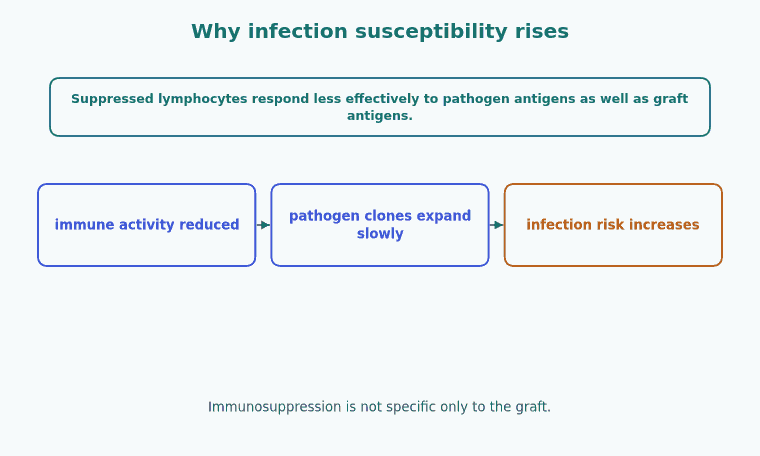 Why infection susceptibility rises
Suppressed lymphocytes respond less effectively to pathogen antigens as well as graft
antigens.
immune activity reduced
pathogen clones expand
slowly
infection risk increases
Immunosuppression is not specific only to the graft.